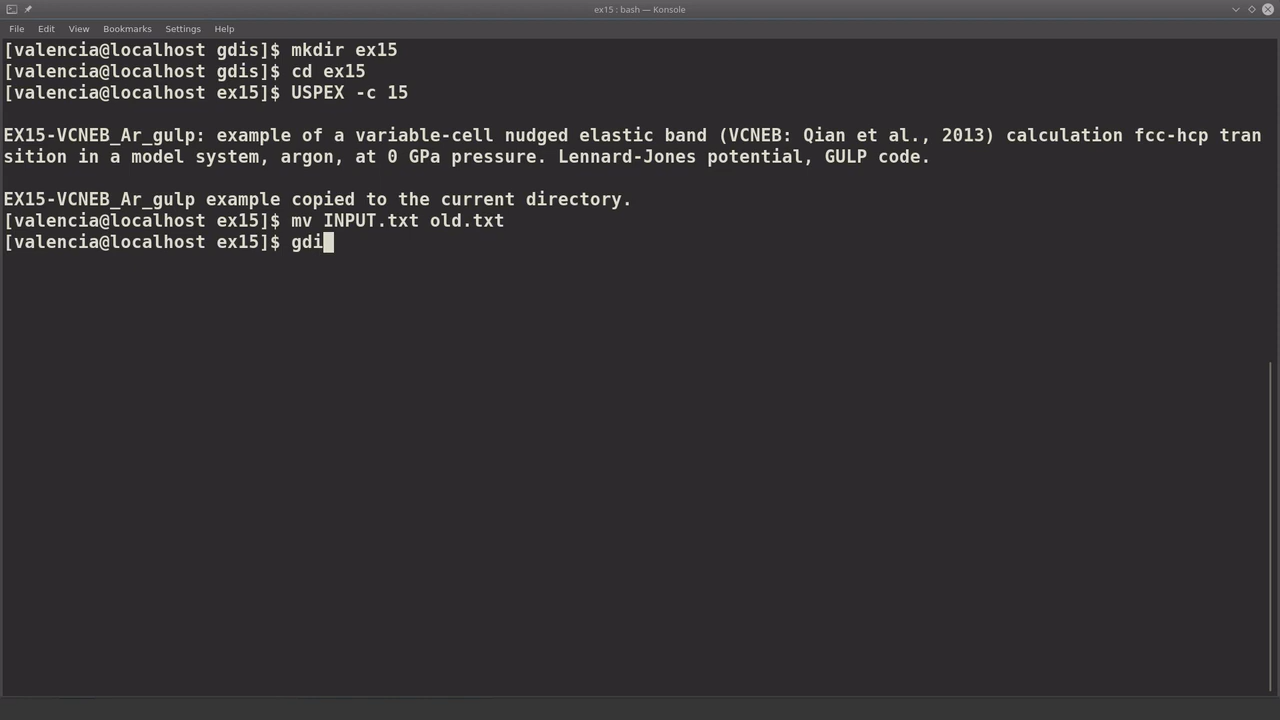 ex15 : bash — Konsole
File Edit View Bookmarks Settings Help
[valencia@localhost gdis]$ mkdir ex15
[valencia@localhost gdis]$ cd ex15
[valencia@localhost ex15]$ USPEX -c 15
EX15-VCNEB_Ar_gulp: example of a variable-cell nudged elastic band (VCNEB: Qian et al., 2013) calculation fcc-hcp tran
sition in a model system, argon, at 0 GPa pressure. Lennard-Jones potential, GULP code.
EX15-VCNEB_Ar_gulp example copied to the current directory.
[valencia@localhost ex15]$ mv INPUT.txt old.txt
[valencia@localhost ex15]$ gdi